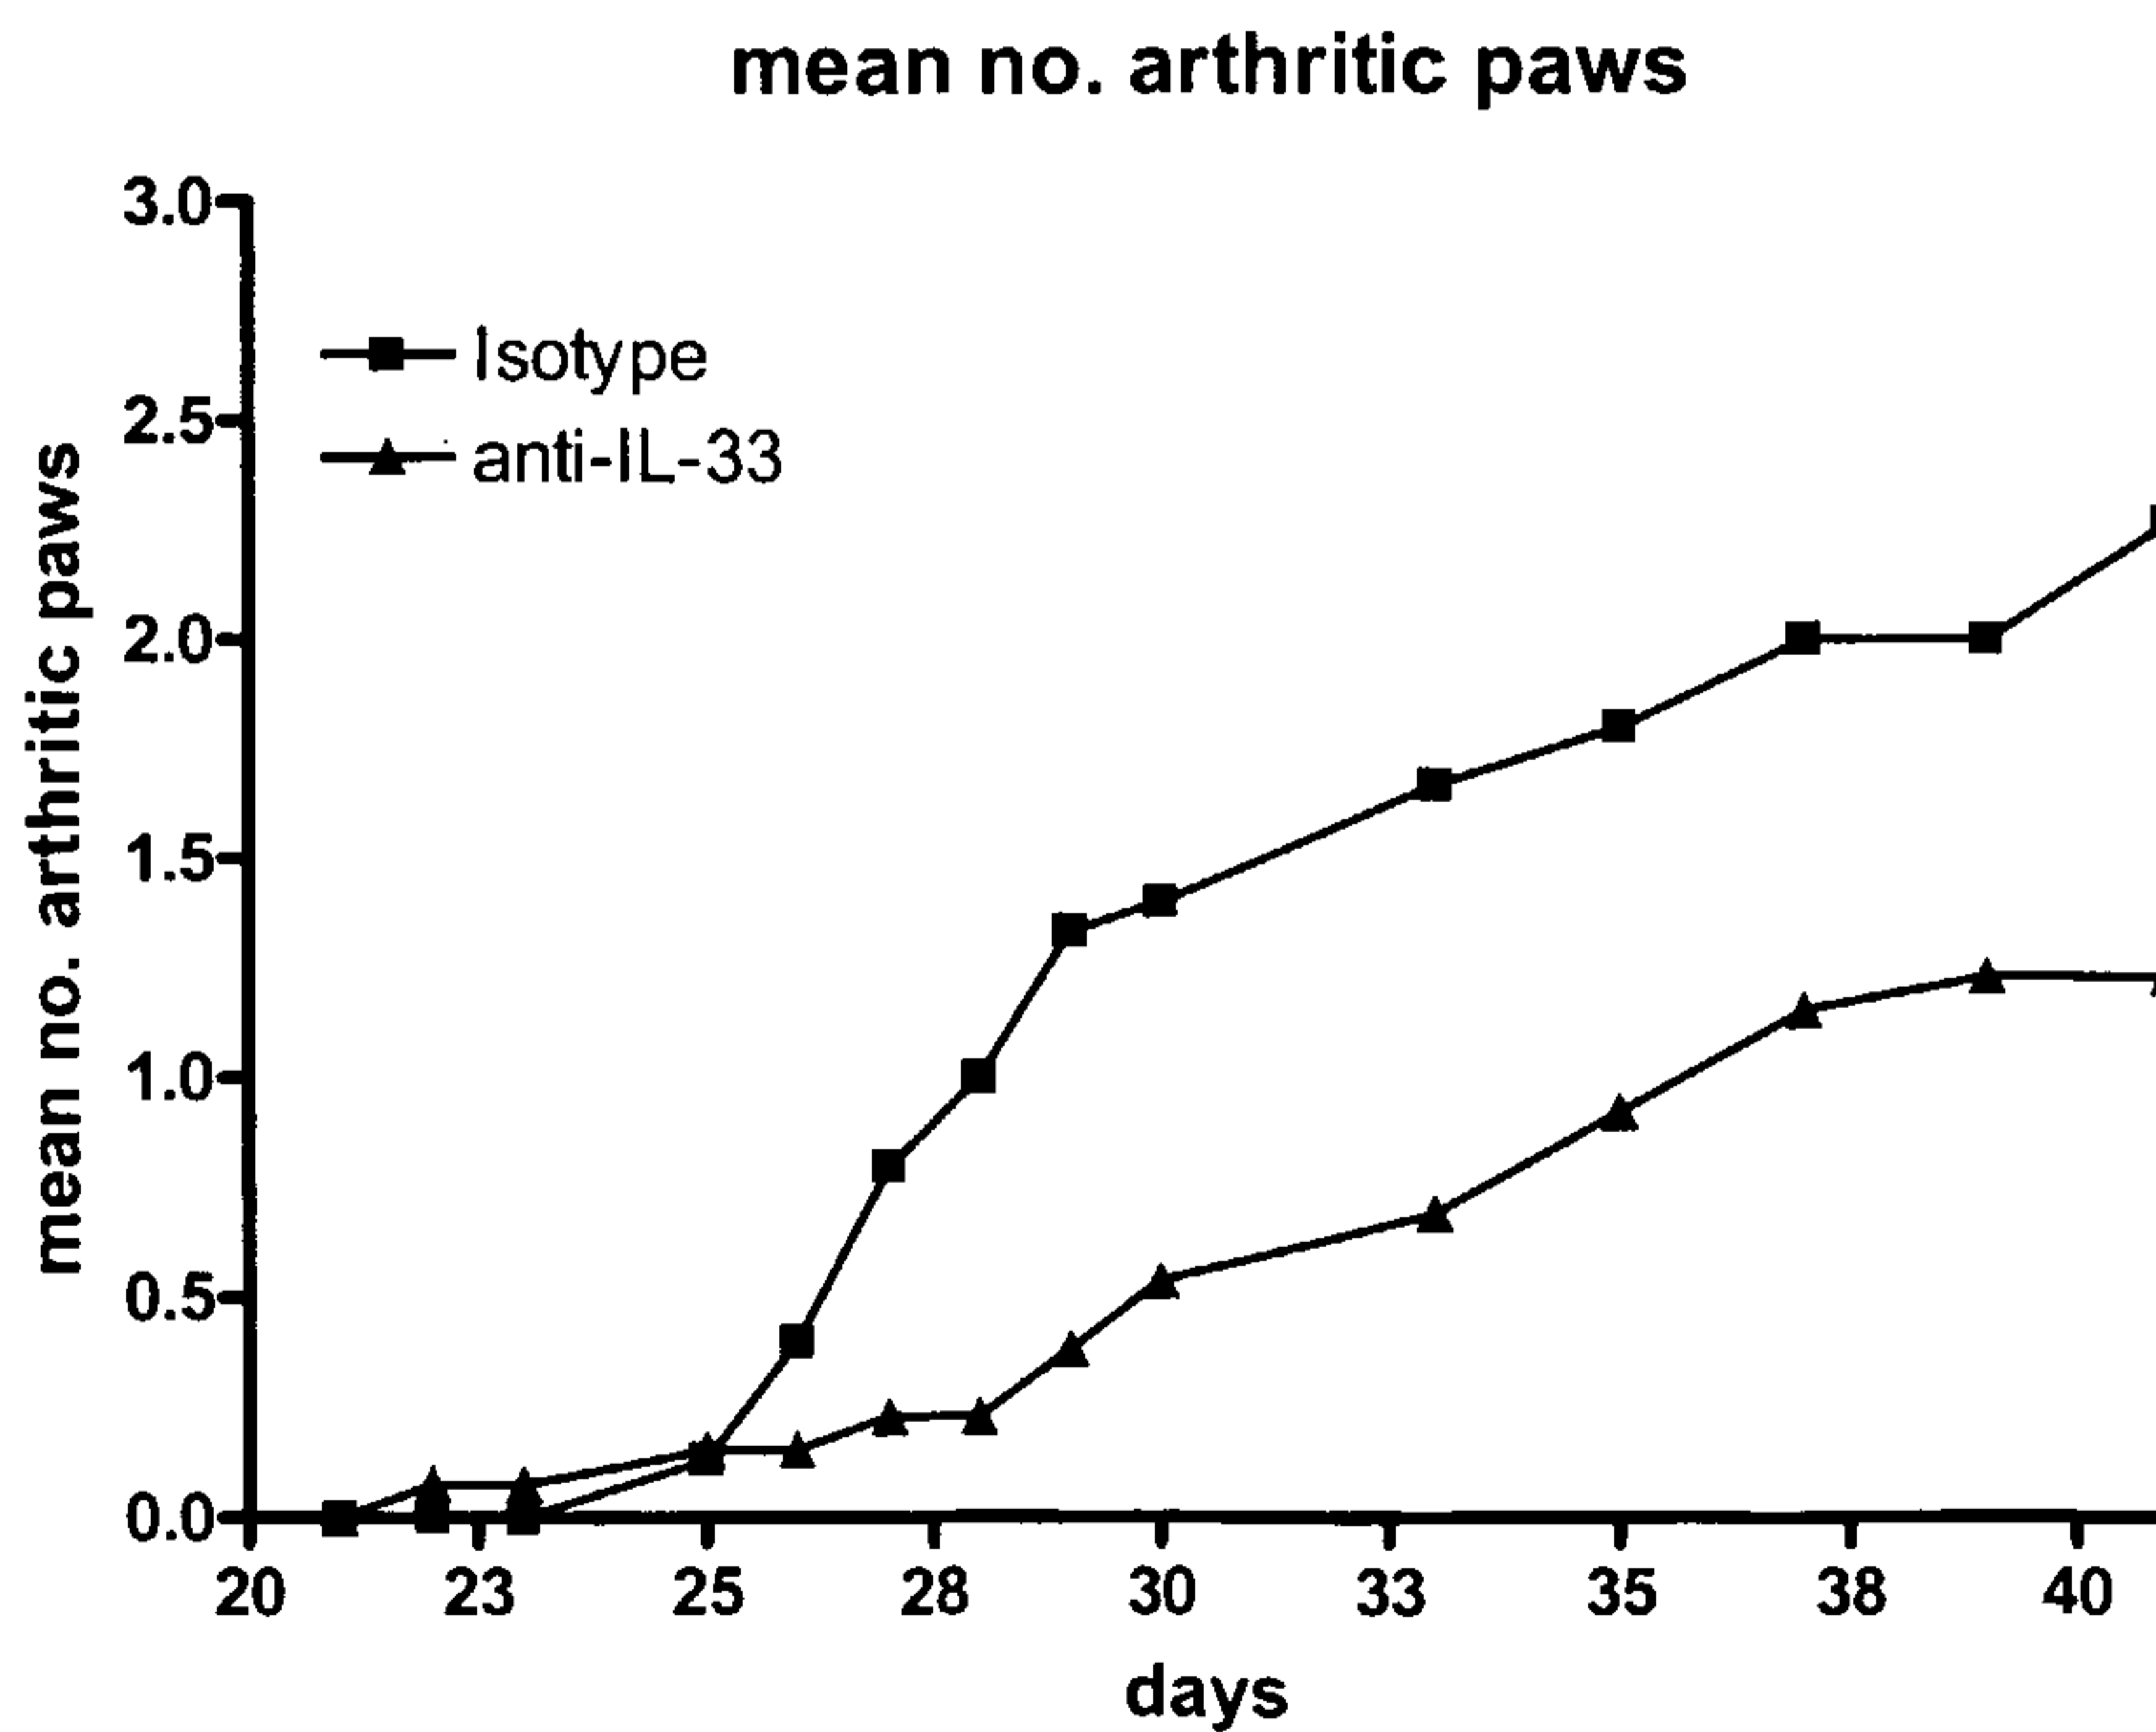 mean no. arthritic paws
Isotype
anti-IL-33
mean no. arthritic paws
3.0
2.5
2.0
1.5
1.0
0.5
0.0
20 23 25 28 30 33 35 38 40
days